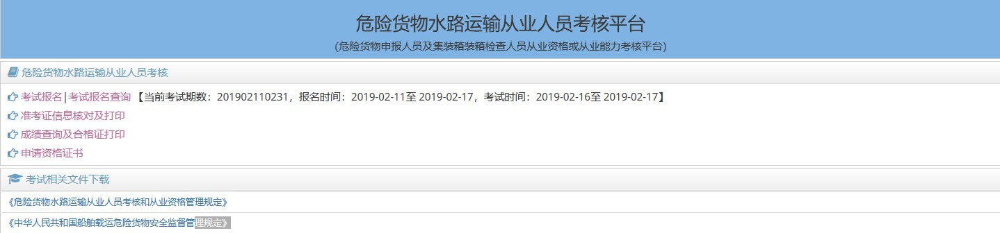 危险货物水路运输从业人员考核平台
(危险货物申报人员及集装箱装箱检查人员从业资格或从业能力考核平台)
危险货物水路运输从业人员考核
考试报名|考试报名查询 【当前考试期数：201902110231，报名时间：2019-02-11至 2019-02-17，考试时间：2019-02-16至 2019-02-17】
准考证信息核对及打印
成绩查询及合格证打印
申请资格证书
考试相关文件下载
《危险货物水路运输从业人员考核和从业资格管理规定》
《中华人民共和国船舶载运危险货物安全监督管理规定》